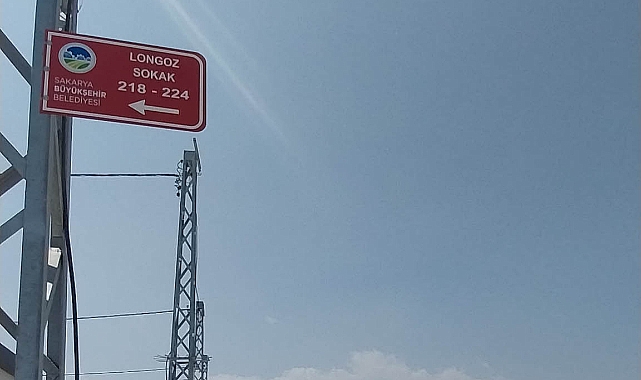 LONGOZ
SOKAK
218 - 224
SAKARYA
BÜYÜKŞEHİR
BELEDİYESİ